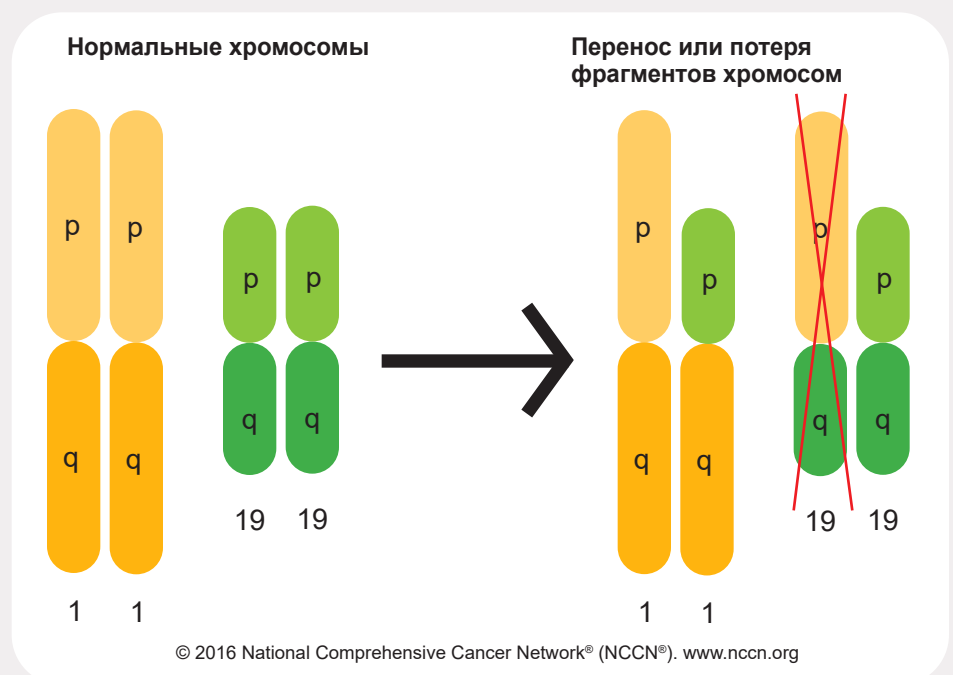 Нормальные хромосомы
Перенос или потеря
фрагментов хромосом
p p p p p p p p
q q q q q q q q
19 19 19 19
1 1 1 1
© 2016 National Comprehensive Cancer Network® (NCCN®). www.nccn.org